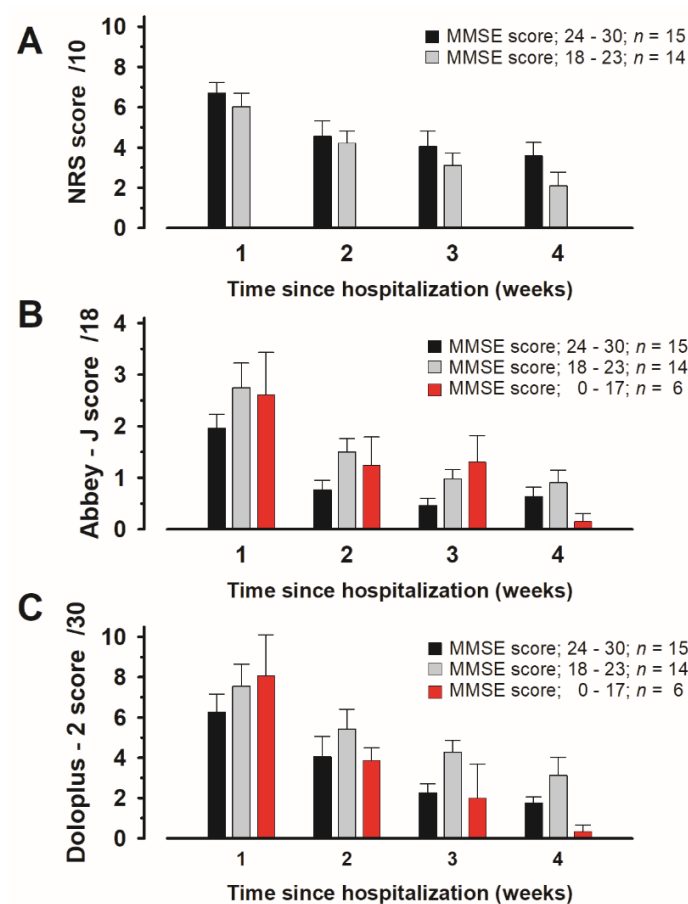 A
NRS score /10
10
8
6
4
2
0
MMSE score; 24 - 30; n = 15
MMSE score; 18 - 23; n = 14
1 2 3 4
Time since hospitalization (weeks)
B
Abbey - J score /18
4
3
2
1
0
MMSE score; 24 - 30; n = 15
MMSE score; 18 - 23; n = 14
MMSE score; 0 - 17; n = 6
1 2 3 4
Time since hospitalization (weeks)
C
Doloplus - 2 score /30
10
8
6
4
2
0
MMSE score; 24 - 30; n = 15
MMSE score; 18 - 23; n = 14
MMSE score; 0 - 17; n = 6
1 2 3 4
Time since hospitalization (weeks)